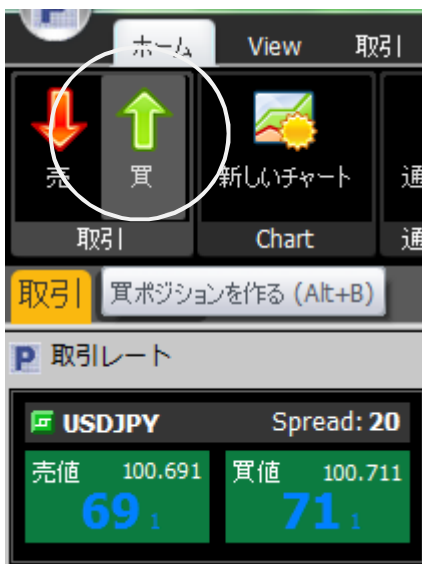 ホーム View 取引
売 買 新しいチャート 通
取引 Chart 通
取引 買ポジションを作る (Alt+B)
P 取引レート
USDJPY Spread: 20
売値 100.691 買値 100.711
69 1 71 1